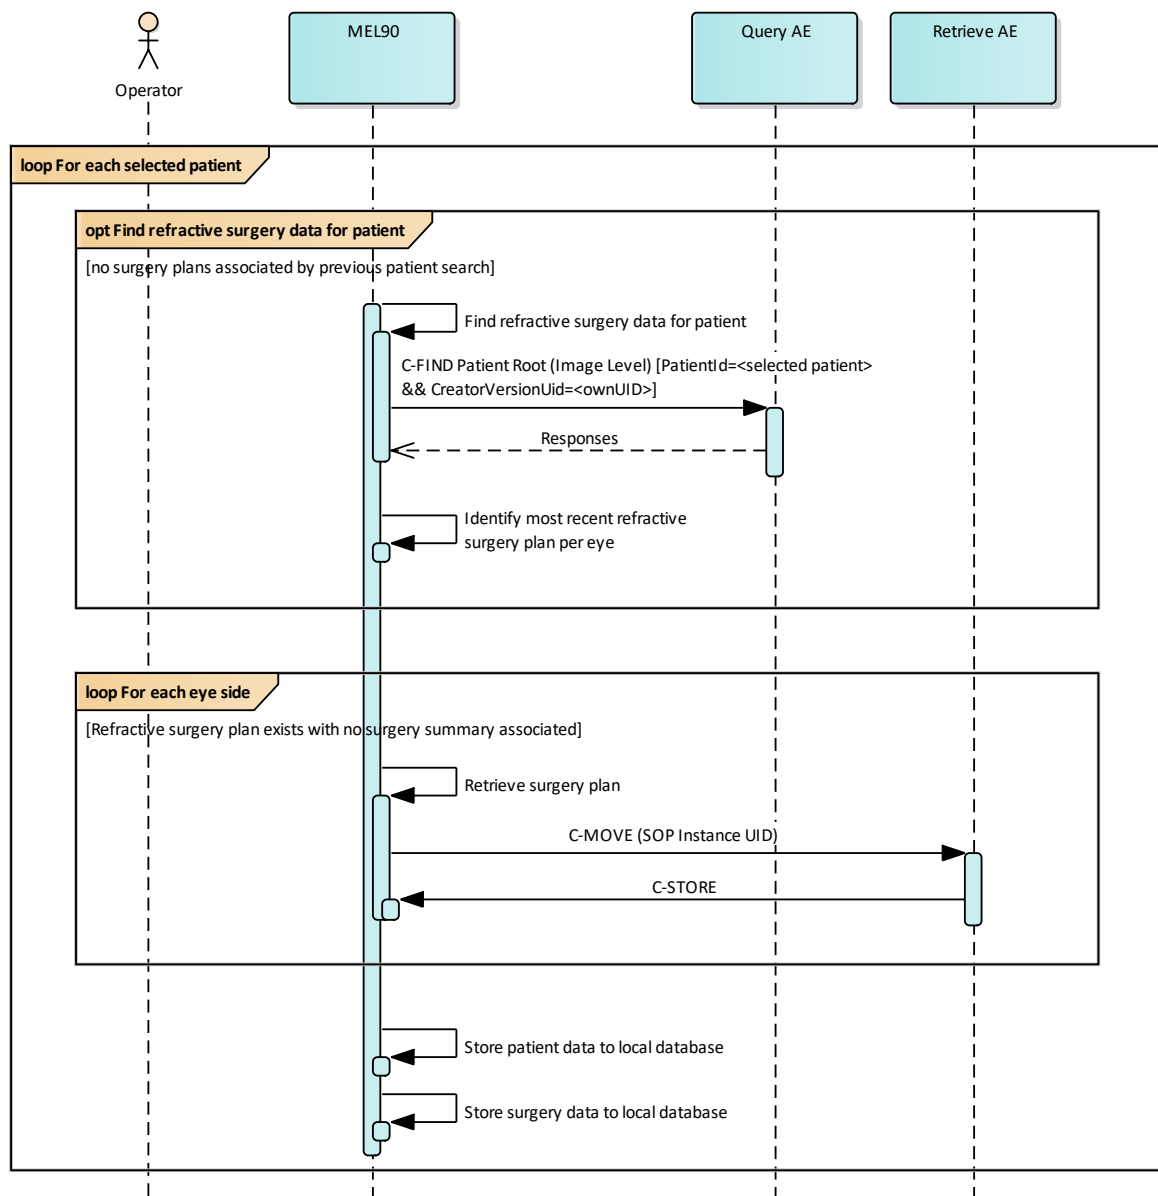 MEL90
Query AE
Retrieve AE
Operator
loop For each selected patient
opt Find refractive surgery data for patient
[no surgery plans associated by previous patient search]
Find refractive surgery data for patient
C-FIND Patient Root (Image Level) [PatientId=<selected patient>
&& CreatorVersionUid=<ownUID>]
Responses
Identify most recent refractive
surgery plan per eye
loop For each eye side
[Refractive surgery plan exists with no surgery summary associated]
Retrieve surgery plan
C-MOVE (SOP Instance UID)
C-STORE
Store patient data to local database
Store surgery data to local database